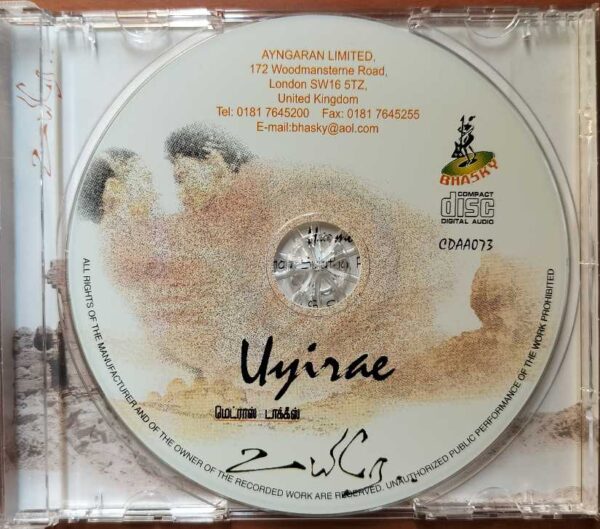 AYNGARAN LIMITED,
172 Woodmansterne Road,
London SW16 5TZ,
United Kingdom
Tel: 0181 7645200 Fax: 0181 7645255
E-mail:bhasky@aol.com
BHASKY
COMPACT
disc
DIGITAL AUDIO
CDAA073
Uyirae
மெட்ராஸ் டாக்கீஸ்
உயிரே..
உயிரே..
ALL RIGHTS OF THE MANUFACTURER AND OF THE OWNER OF THE RECORDED WORK ARE RESERVED. UNAUTHORIZED PUBLIC PERFORMANCE OF THE WORK PROHIBITED